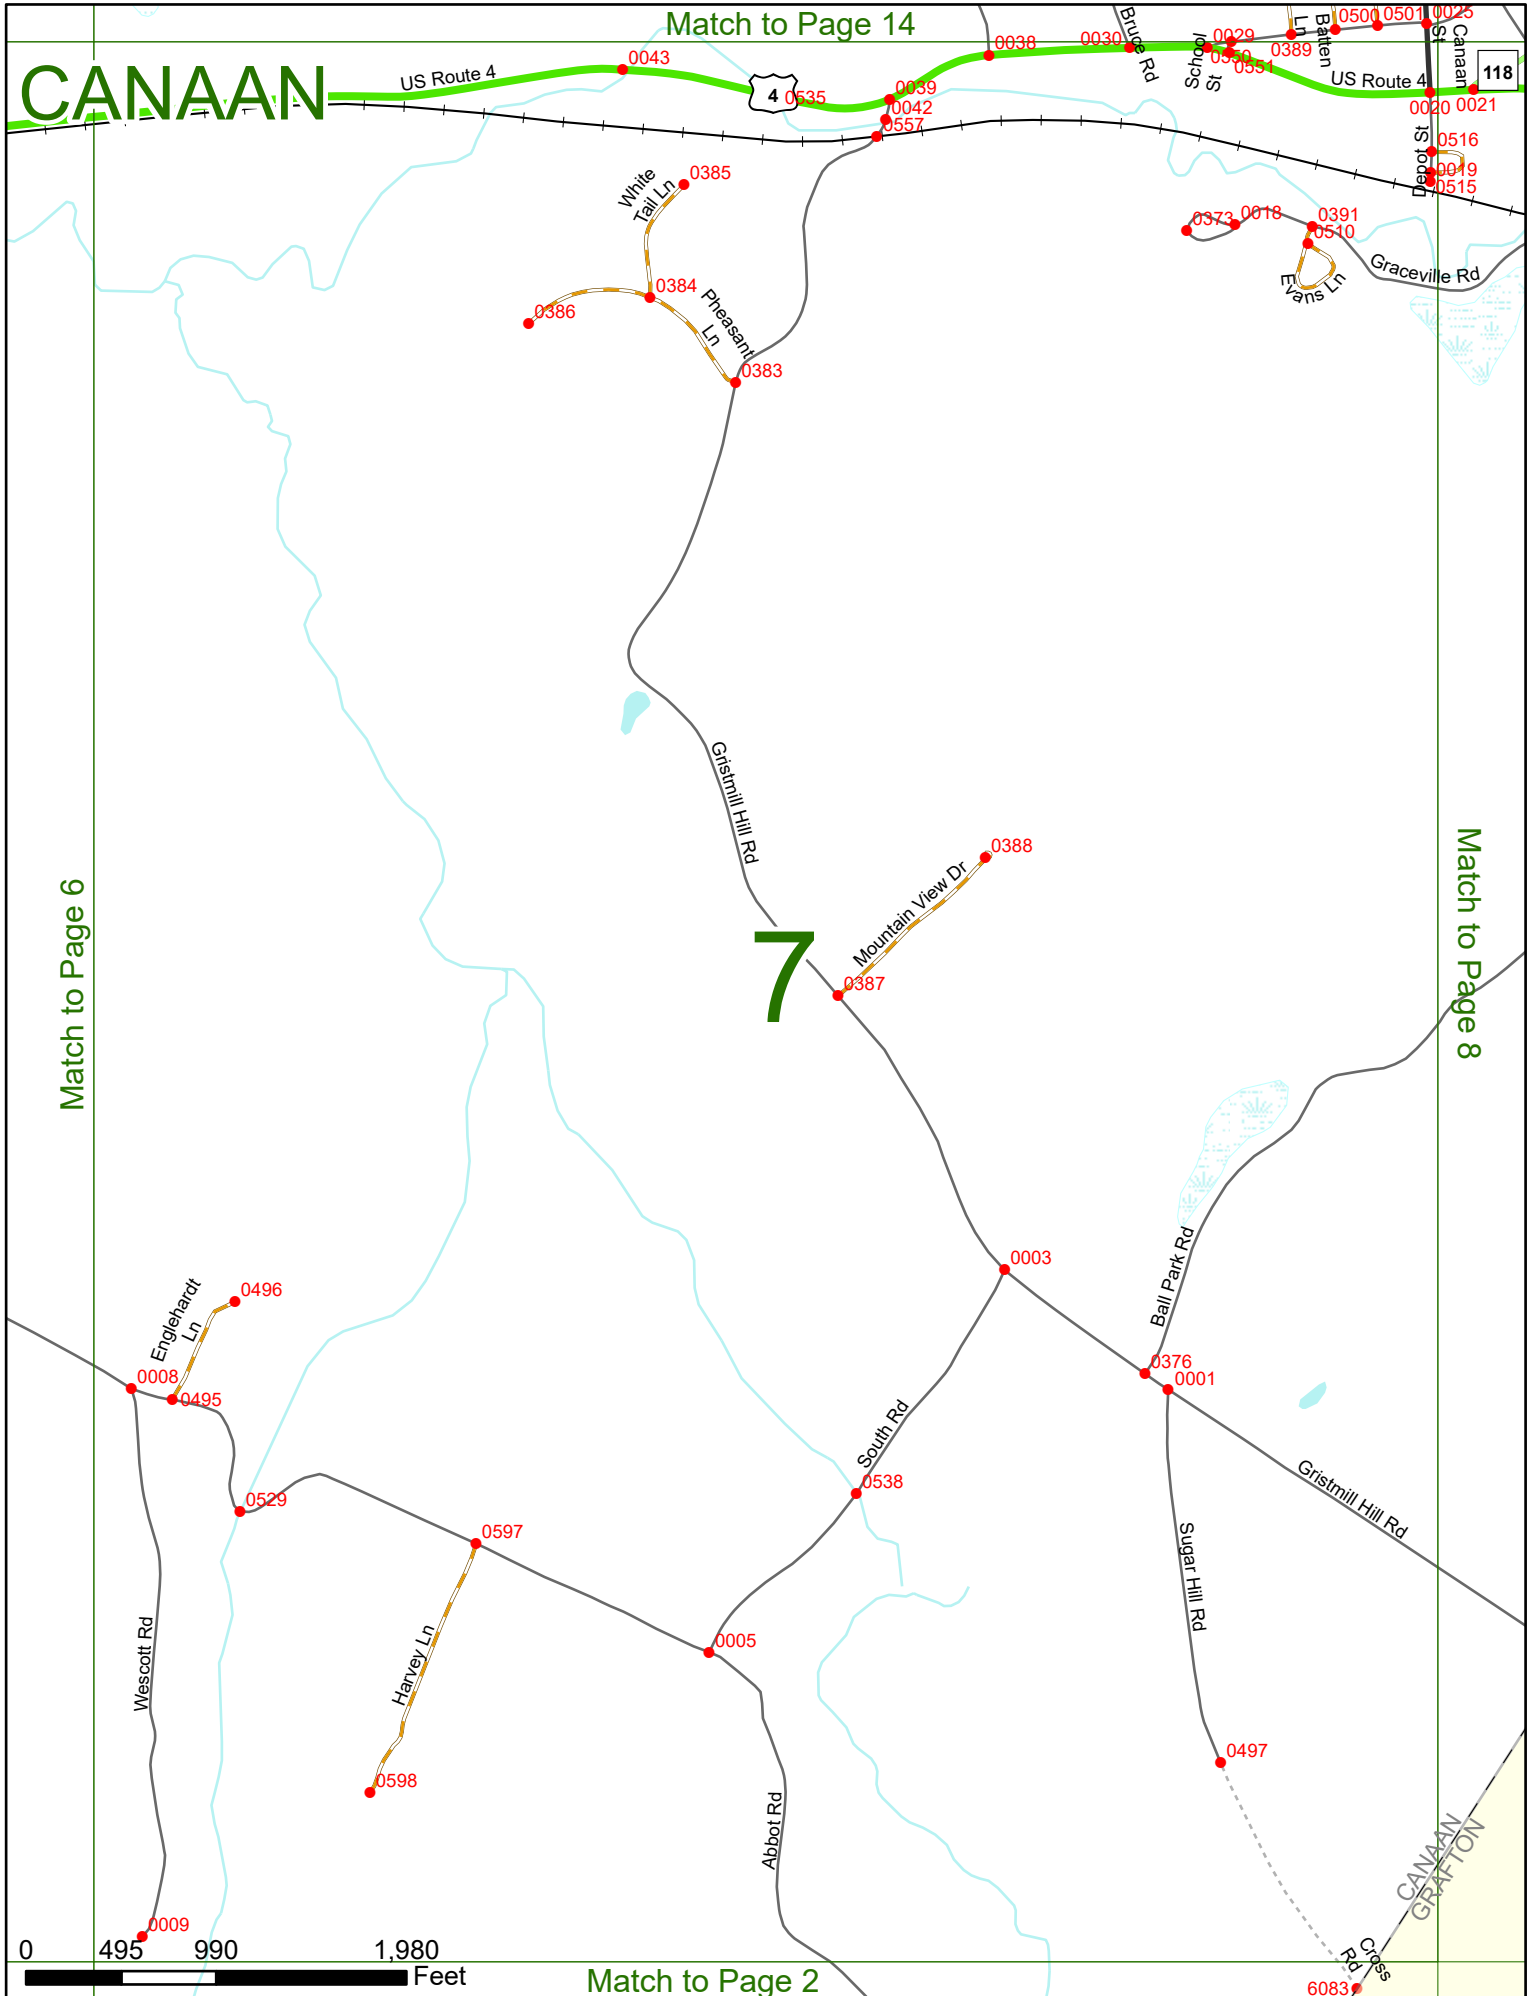 Match to Page 14
CANAAN
US Route 4
0043
4
0535
0039
0042
0557
0038
0030
Bruce Rd
School St
0029
0550
0551
0389
Ln
Batten
0500
0501
0025
St
Canaan
118
US Route 4
0020
0021
Depot St
0516
0019
0515
White
Tail Ln
0385
0384
0386
Pheasant
Ln
0383
0373
0018
0391
0510
Evans Ln
Graceville Rd
Gristmill Hill Rd
Match to Page 6
Match to Page 8
7
Mountain View Dr
0388
0387
0003
Ball Park Rd
0376
0001
Englehardt
Ln
0496
0008
0495
0529
South Rd
0538
0597
Gristmill Hill Rd
Sugar Hill Rd
Wescott Rd
Harvey Ln
0005
0598
0497
Abbot Rd
CANAAN
GRAFTON
0009
Cross
Rd
6083
0 495 990 1,980
Feet
Match to Page 2